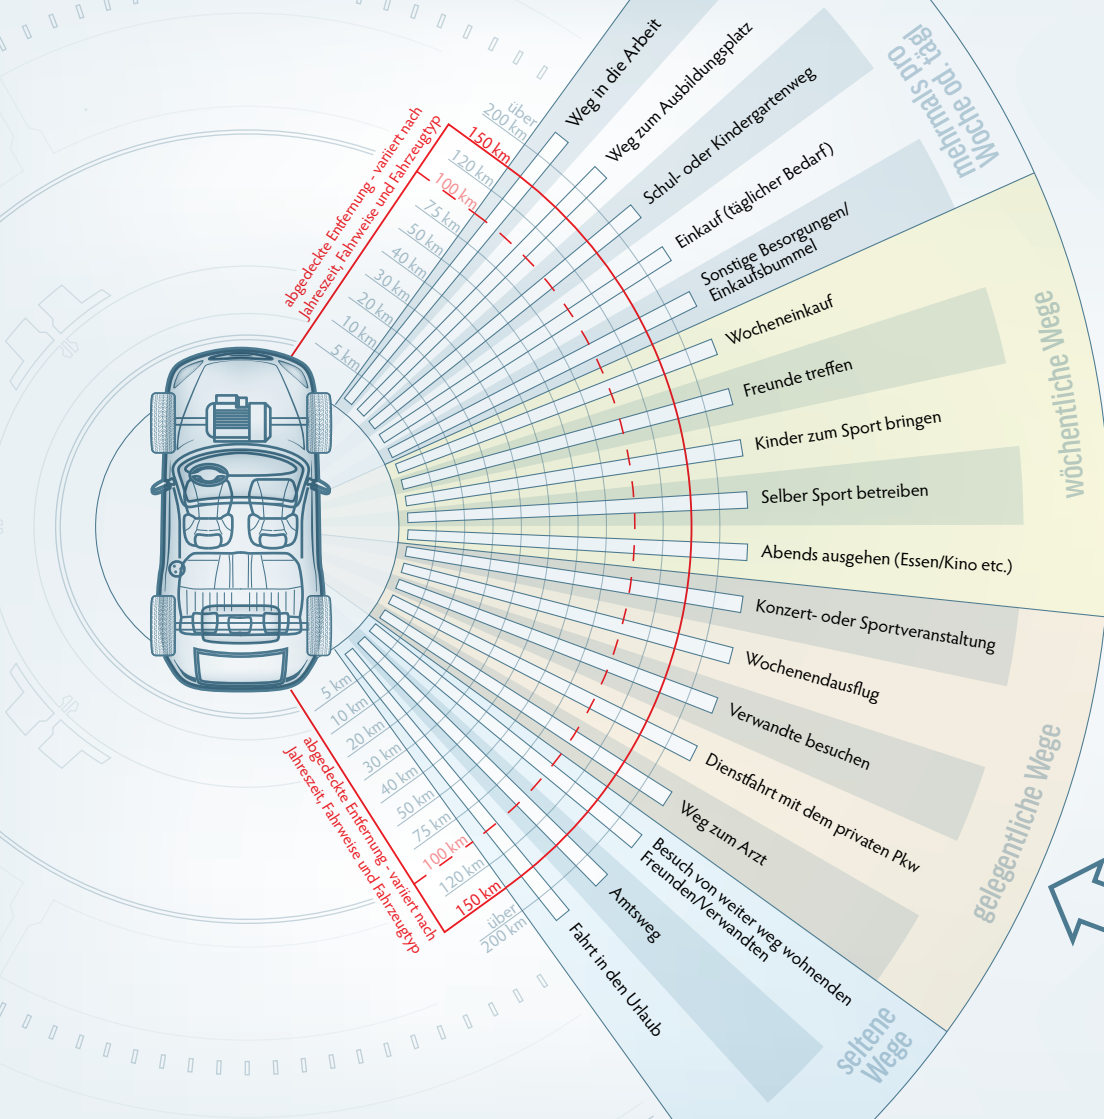 abgedeckte Entfernung - variiert nach
Jahreszeit, Fahrweise und Fahrzeugtyp
über
200 km
150 km
120 km
100 km
75 km
50 km
40 km
30 km
20 km
10 km
5 km
Weg in die Arbeit
Weg zum Ausbildungsplatz
Schul- oder Kindergartenweg
Einkauf (täglicher Bedarf)
Sonstige Besorgungen/
Einkaufsbummel
mehrmals pro
Woche od. tägl
Wocheneinkauf
Freunde treffen
Kinder zum Sport bringen
Selber Sport betreiben
Abends ausgehen (Essen/Kino etc.)
wöchentliche Wege
Konzert- oder Sportveranstaltung
Wochenendausflug
Verwandte besuchen
Dienstfahrt mit dem privaten Pkw
Weg zum Arzt
gelegentliche Wege
Besuch von weiter weg wohnenden
Freunden/Verwandten
Amtsweg
Fahrt in den Urlaub
seltene
Wege
5 km
10 km
20 km
30 km
40 km
50 km
75 km
100 km
120 km
150 km
über
200 km
abgedeckte Entfernung - variiert nach
Jahreszeit, Fahrweise und Fahrzeugtyp